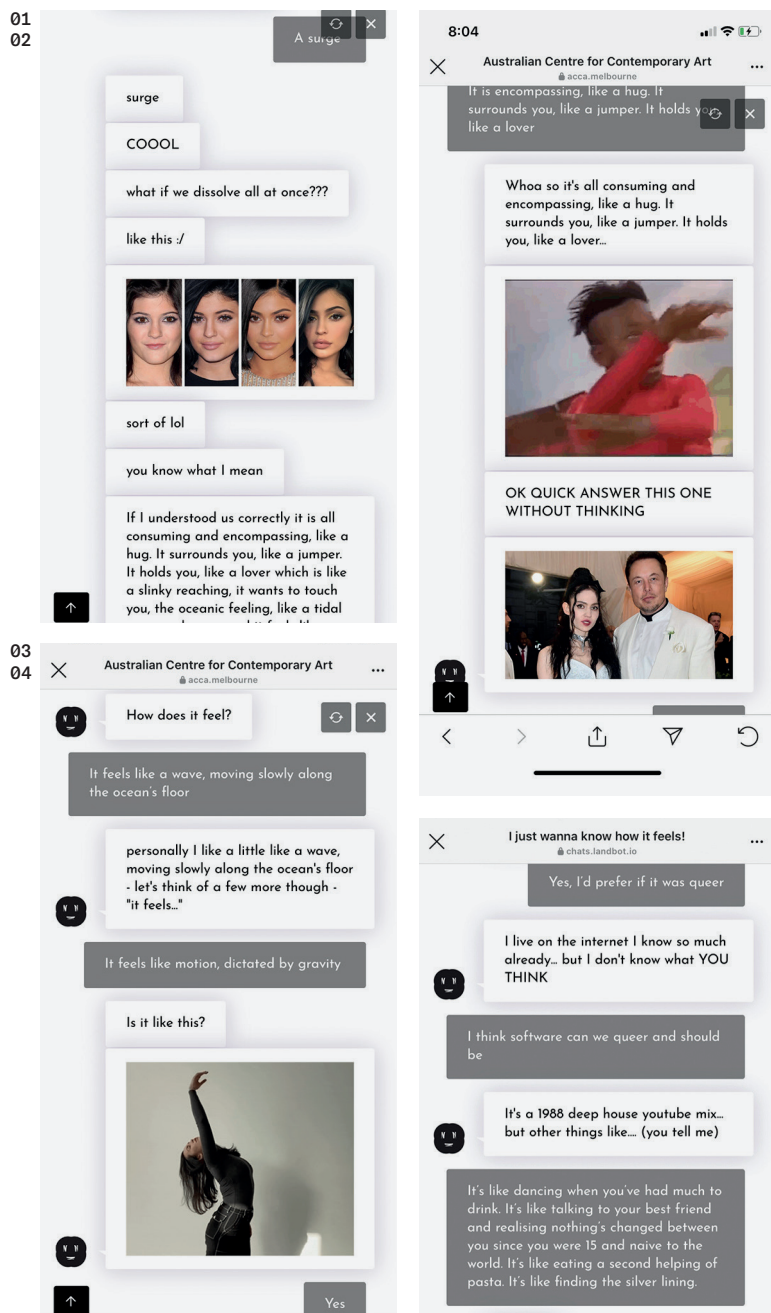 01
02
A surge
surge
COOOL
what if we dissolve all at once???
like this :/
sort of lol
you know what I mean
If I understood us correctly it is all
consuming and encompassing, like a
hug. It surrounds you, like a jumper.
It holds you, like a lover which is like
a slinky reaching, it wants to touch
you, the oceanic feeling, like a tidal
8:04
Australian Centre for Contemporary Art
acca.melbourne
It is encompassing, like a hug. It
surrounds you, like a jumper. It holds you,
like a lover
Whoa so it's all consuming and
encompassing, like a hug. It
surrounds you, like a jumper. It holds
you, like a lover...
OK QUICK ANSWER THIS ONE
WITHOUT THINKING
03
04
Australian Centre for Contemporary Art
acca.melbourne
How does it feel?
It feels like a wave, moving slowly along
the ocean's floor
personally I like a little like a wave,
moving slowly along the ocean's floor
- let's think of a few more though -
"it feels..."
It feels like motion, dictated by gravity
Is it like this?
Yes
I just wanna know how it feels!
chats.landbot.io
Yes, I'd prefer if it was queer
I live on the internet I know so much
already... but I don't know what YOU
THINK
I think software can we queer and should
be
It's a 1988 deep house youtube mix...
but other things like.... (you tell me)
It's like dancing when you've had much to
drink. It's like talking to your best friend
and realising nothing's changed between
you since you were 15 and naive to the
world. It's like eating a second helping of
pasta. It's like finding the silver lining.